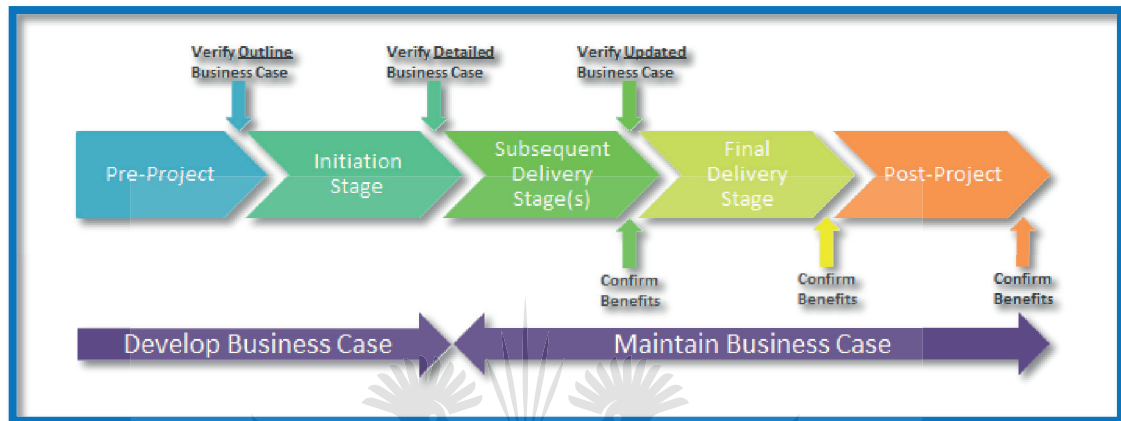 Verify Outline
Business Case
Verify Detailed
Business Case
Verify Updated
Business Case
Pre-Project
Initiation
Stage
Subsequent
Delivery
Stage(s)
Final
Delivery
Stage
Post-Project
Confirm
Benefits
Confirm
Benefits
Confirm
Benefits
Develop Business Case
Maintain Business Case